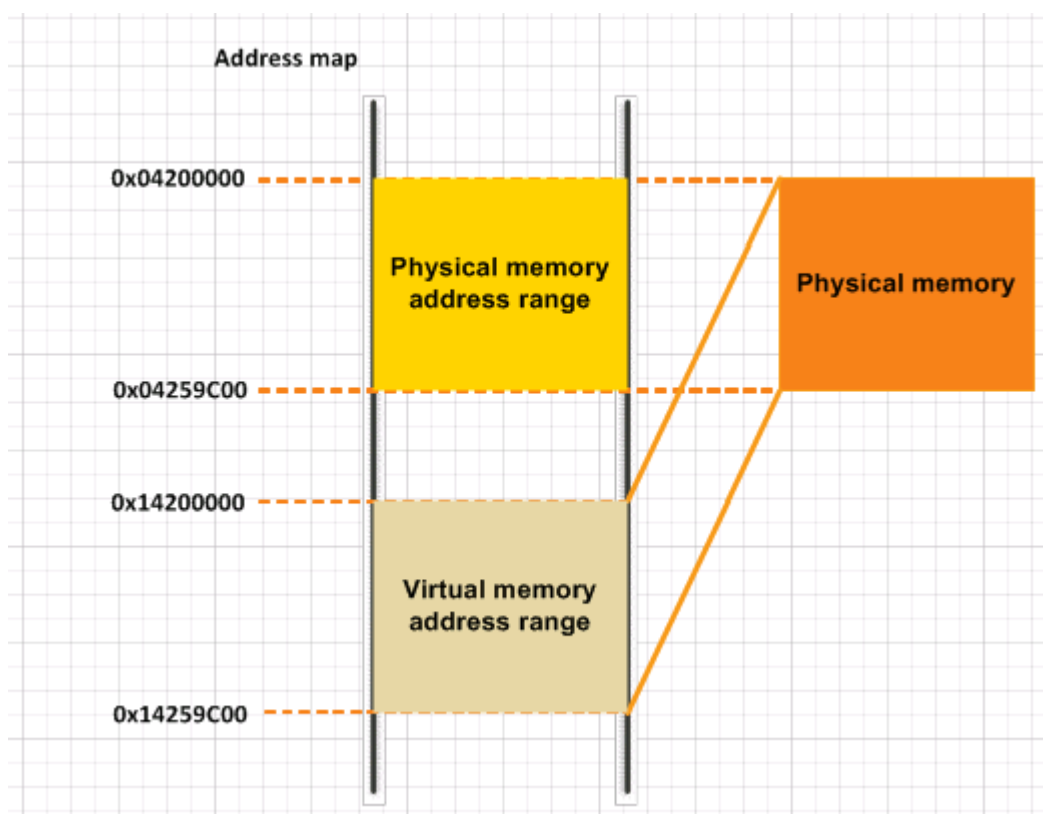 Address map
0x04200000
Physical memory
address range
Physical memory
0x04259C00
0x14200000
Virtual memory
address range
0x14259C00